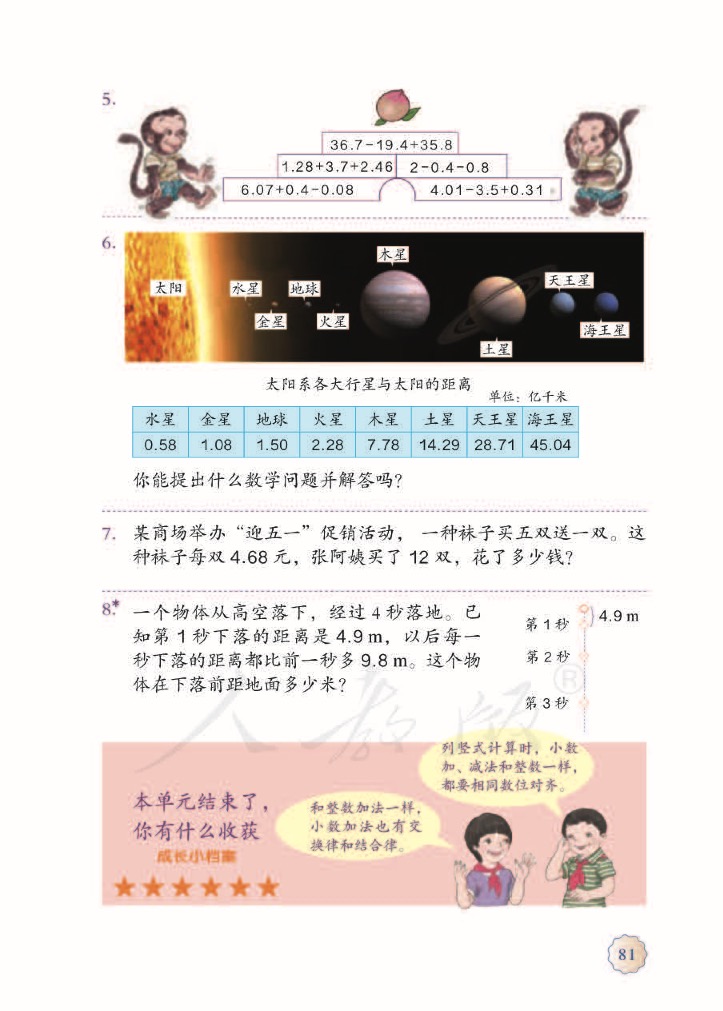 5.
36.7−19.4+35.8
1.28+3.7+2.46 2−0.4−0.8
6.07+0.4−0.08 4.01−3.5+0.31
6.
木星
太阳 水星 地球 天王星
金星 火星 海王星
土星
太阳系各大行星与太阳的距离
单位：亿千米
水星 金星 地球 火星 木星 土星 天王星 海王星
0.58 1.08 1.50 2.28 7.78 14.29 28.71 45.04
你能提出什么数学问题并解答吗？
7. 某商场举办“迎五一”促销活动，一种袜子买五双送一双。这
种袜子每双 4.68 元，张阿姨买了 12 双，花了多少钱？
8.* 一个物体从高空落下，经过 4 秒落地。已
知第 1 秒下落的距离是 4.9 m，以后每一
秒下落的距离都比前一秒多 9.8 m。这个物
体在下落前距地面多少米？
4.9 m
第 1 秒
第 2 秒
第 3 秒
人教版®
列竖式计算时，小数
加、减法和整数一样，
都要相同数位对齐。
本单元结束了，
你有什么收获
成长小档案
和整数加法一样，
小数加法也有交
换律和结合律。
81